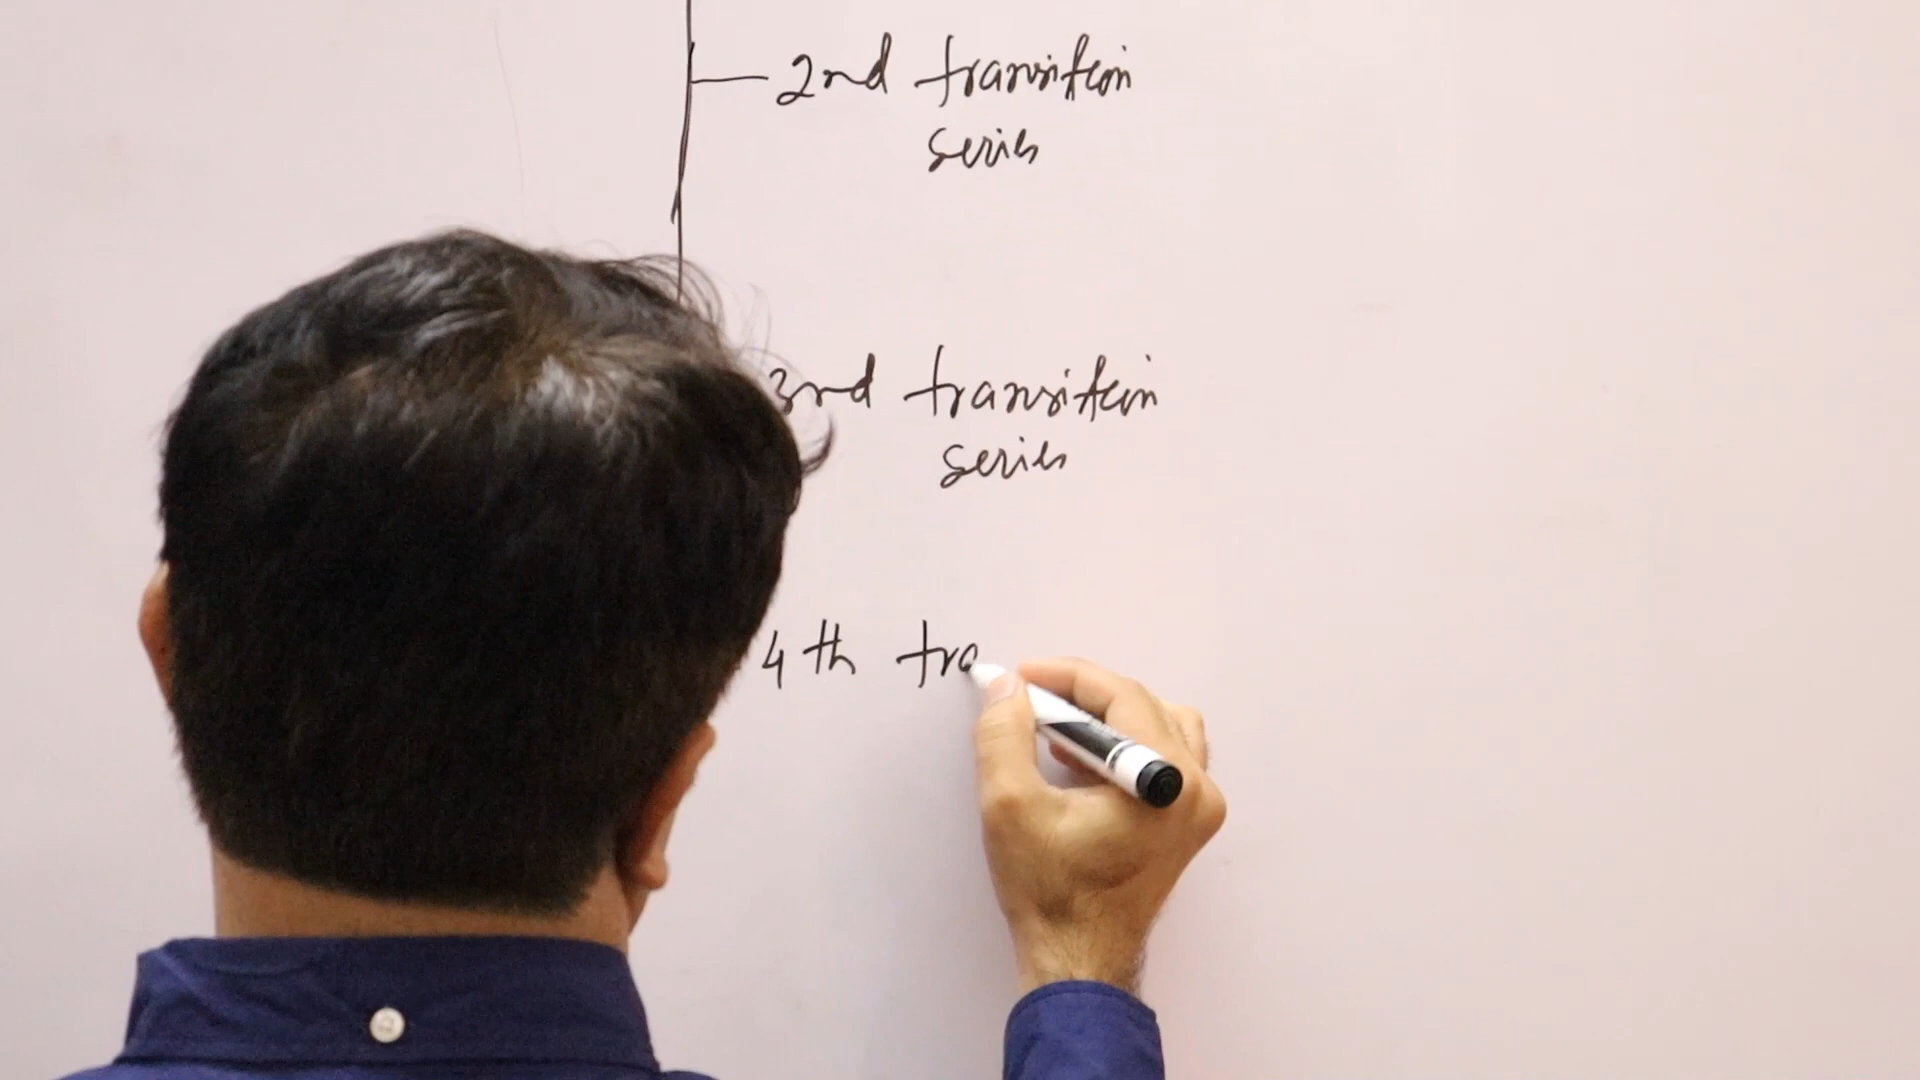 2nd transition
series
3rd transition
series
4th tra